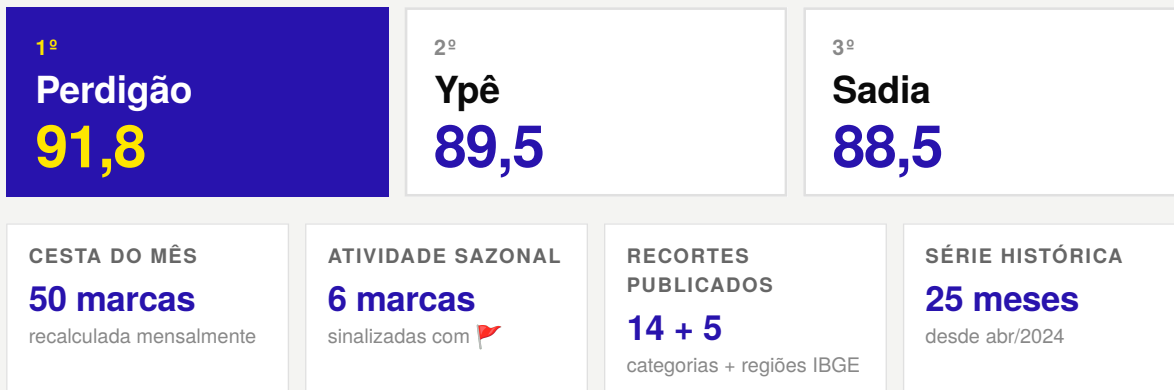 1º
Perdigão
91,8
2º
Ypê
89,5
3º
Sadia
88,5
CESTA DO MÊS
50 marcas
recalculada mensalmente
ATIVIDADE SAZONAL
6 marcas
sinalizadas com 🚩
RECORTES
PUBLICADOS
14 + 5
categorias + regiões IBGE
SÉRIE HISTÓRICA
25 meses
desde abr/2024